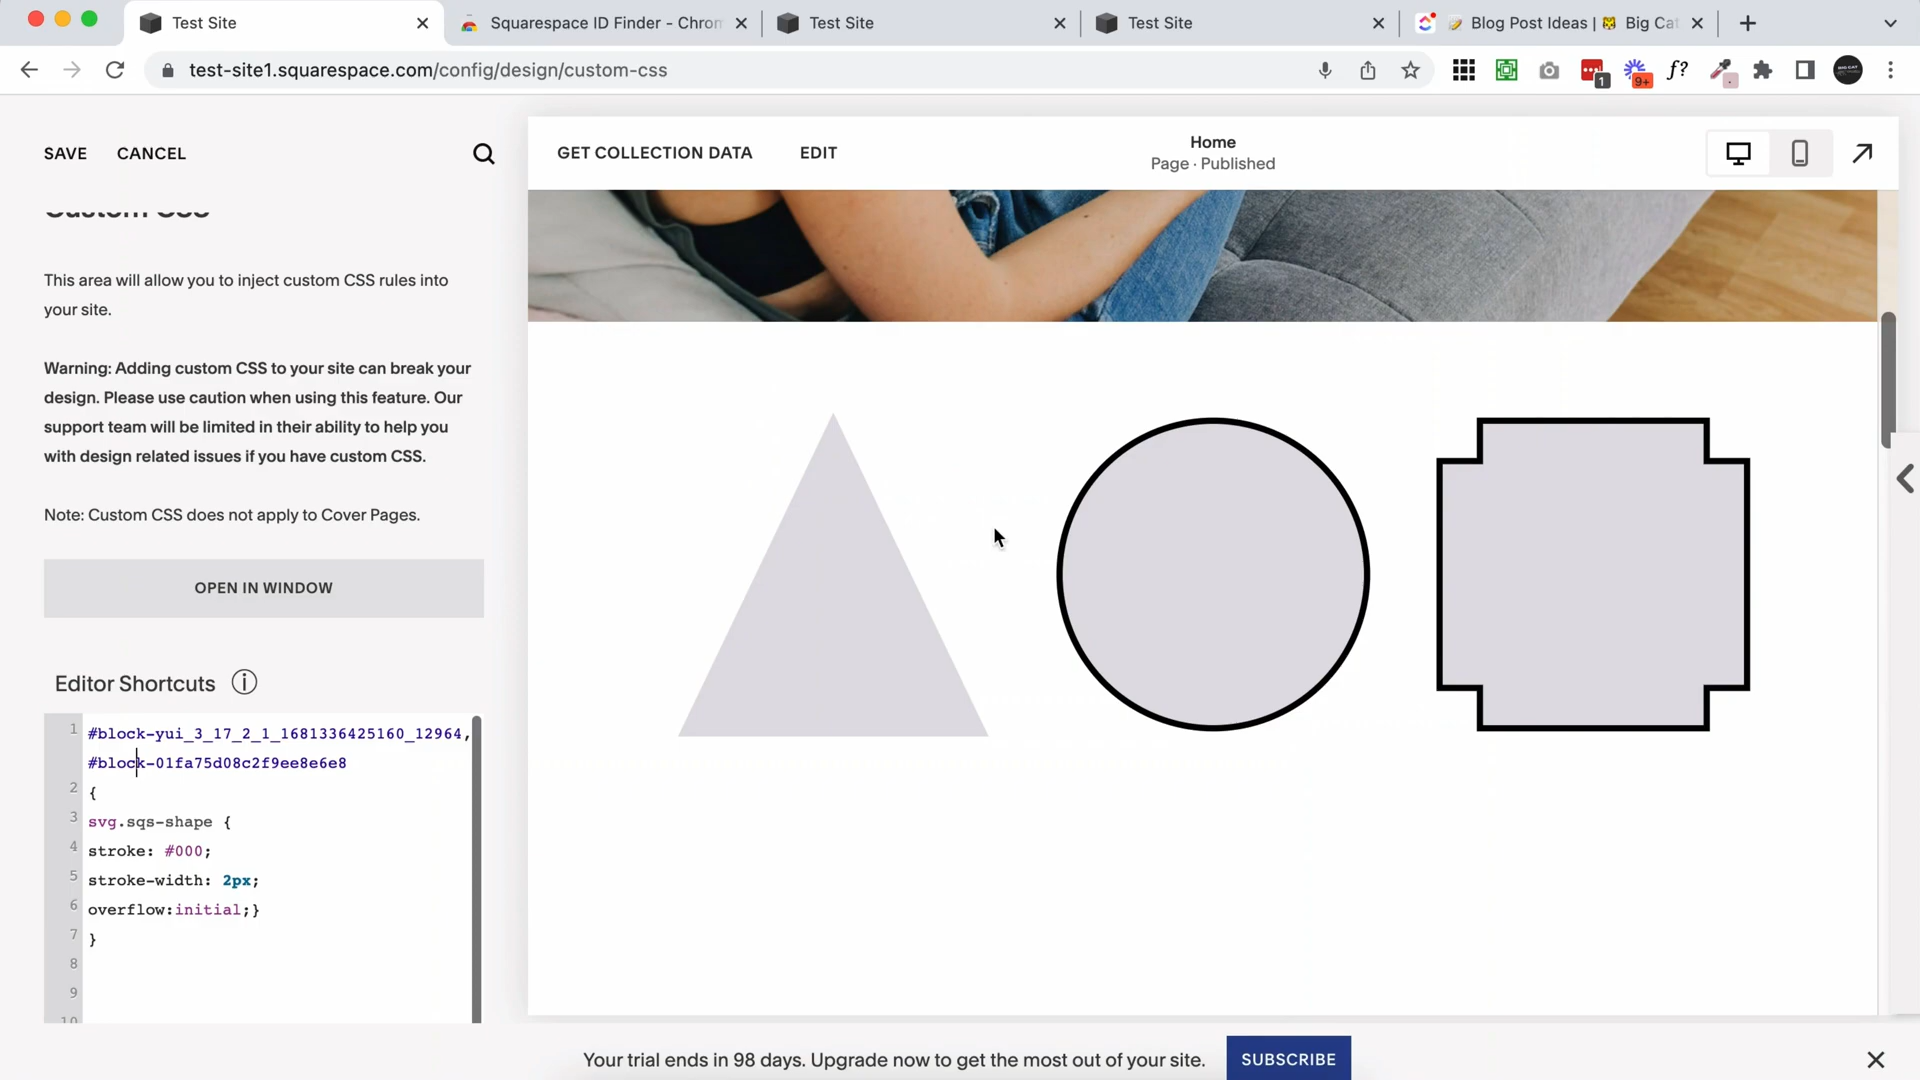 Test Site
Squarespace ID Finder - Chrom
Test Site
Test Site
Blog Post Ideas | 🐯 Big Ca
test-site1.squarespace.com/config/design/custom-css
1
9+
f?
SAVE
CANCEL
GET COLLECTION DATA
EDIT
Home
Page · Published
Custom CSS
This area will allow you to inject custom CSS rules into
your site.
Warning: Adding custom CSS to your site can break your
design. Please use caution when using this feature. Our
support team will be limited in their ability to help you
with design related issues if you have custom CSS.
Note: Custom CSS does not apply to Cover Pages.
OPEN IN WINDOW
Editor Shortcuts
1 #block-yui_3_17_2_1_1681336425160_12964,
#block-01fa75d08c2f9ee8e6e8
2 {
3 svg.sqs-shape {
4 stroke: #000;
5 stroke-width: 2px;
6 overflow:initial;}
7 }
8
9
10
Your trial ends in 98 days. Upgrade now to get the most out of your site.
SUBSCRIBE